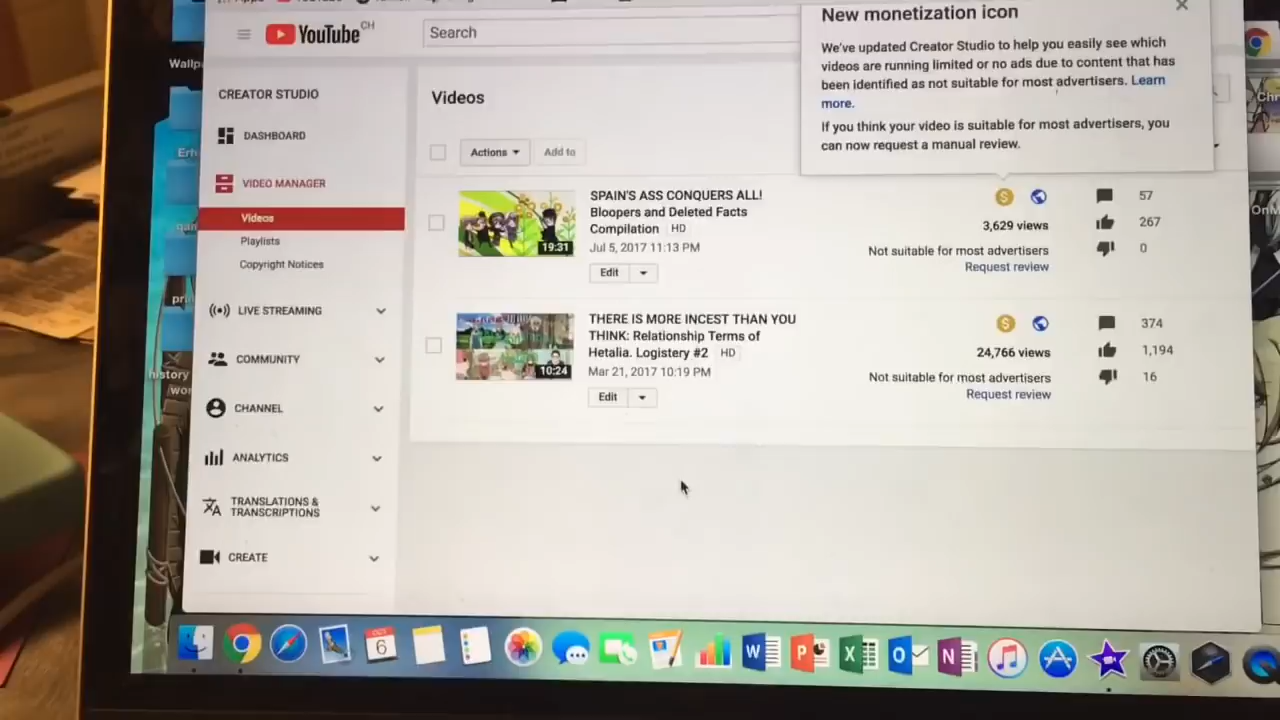 YouTube CH
Search
New monetization icon
We've updated Creator Studio to help you easily see which
videos are running limited or no ads due to content that has
been identified as not suitable for most advertisers. Learn
more.
If you think your video is suitable for most advertisers, you
can now request a manual review.
CREATOR STUDIO
DASHBOARD
VIDEO MANAGER
Videos
Playlists
Copyright Notices
LIVE STREAMING
COMMUNITY
CHANNEL
ANALYTICS
TRANSLATIONS &
TRANSCRIPTIONS
CREATE
Videos
Actions
Add to
19:31
SPAIN'S ASS CONQUERS ALL!
Bloopers and Deleted Facts
Compilation HD
Jul 5, 2017 11:13 PM
Edit
3,629 views
Not suitable for most advertisers
Request review
57
267
0
10:24
THERE IS MORE INCEST THAN YOU
THINK: Relationship Terms of
Hetalia. Logistery #2 HD
Mar 21, 2017 10:19 PM
Edit
24,766 views
Not suitable for most advertisers
Request review
374
1,194
16
history
OCT
6
W
P
X
O
N